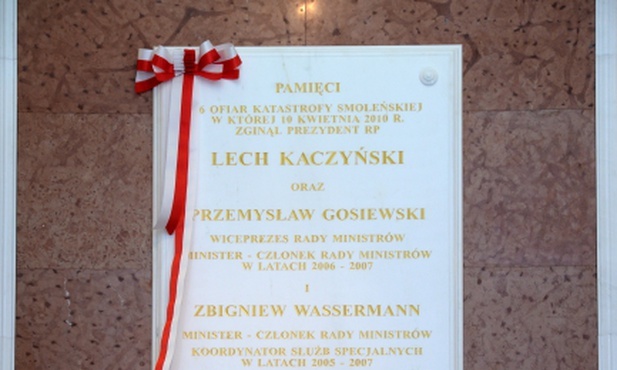 PAMIĘCI
6 OFIAR KATASTROFY SMOLEŃSKIEJ
W KTÓREJ 10 KWIETNIA 2010 R.
ZGINĄŁ PREZYDENT RP
LECH KACZYŃSKI
ORAZ
PRZEMYSŁAW GOSIEWSKI
WICEPREZES RADY MINISTRÓW
MINISTER - CZŁONEK RADY MINISTRÓW
W LATACH 2006 - 2007
I
ZBIGNIEW WASSERMANN
MINISTER - CZŁONEK RADY MINISTRÓW
KOORDYNATOR SŁUŻB SPECJALNYCH
W LATACH 2005 - 2007